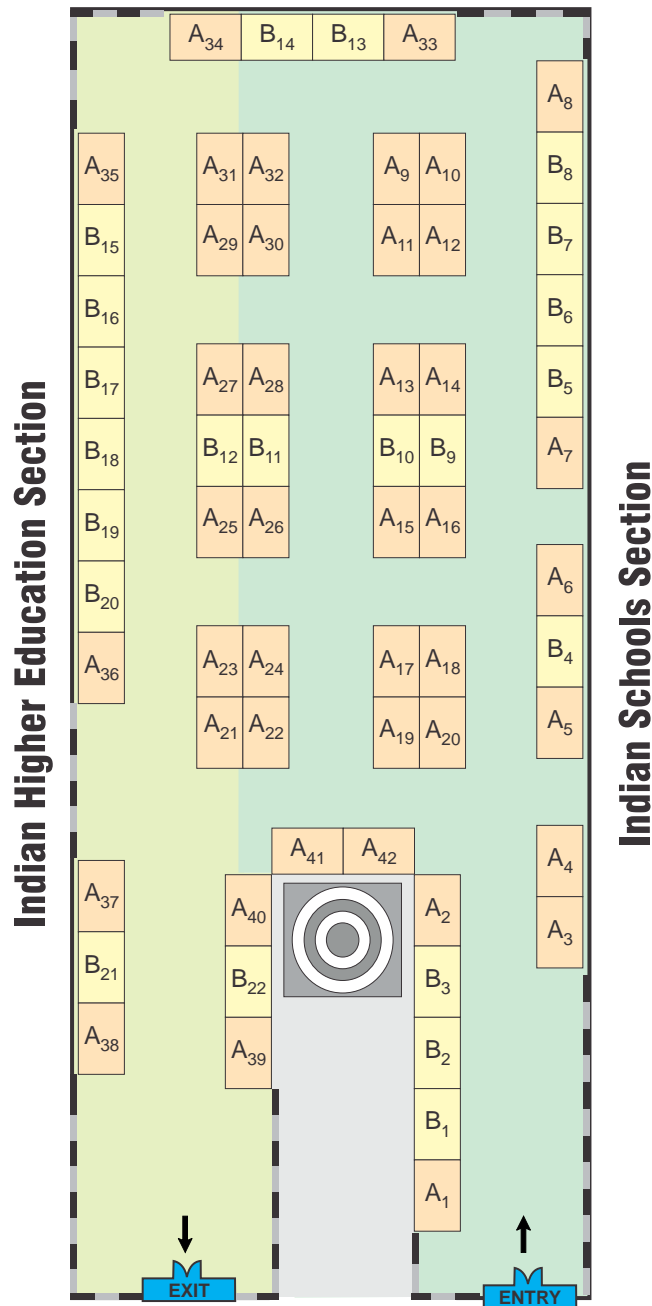 A34 B14 B13 A33
A8
A35 A31 A32 A9 A10 B8
B15 A29 A30 A11 A12 B7
B16 B6
B17 A27 A28 A13 A14 B5
B18 B12 B11 B10 B9 A7
B19 A25 A26 A15 A16
B20 A6
A36 A23 A24 A17 A18 B4
A21 A22 A19 A20 A5
A41 A42 A4
A37 A40 A2 A3
B21 B22 B3
A38 A39 B2
B1
A1
EXIT ENTRY
Indian Higher Education Section
Indian Schools Section